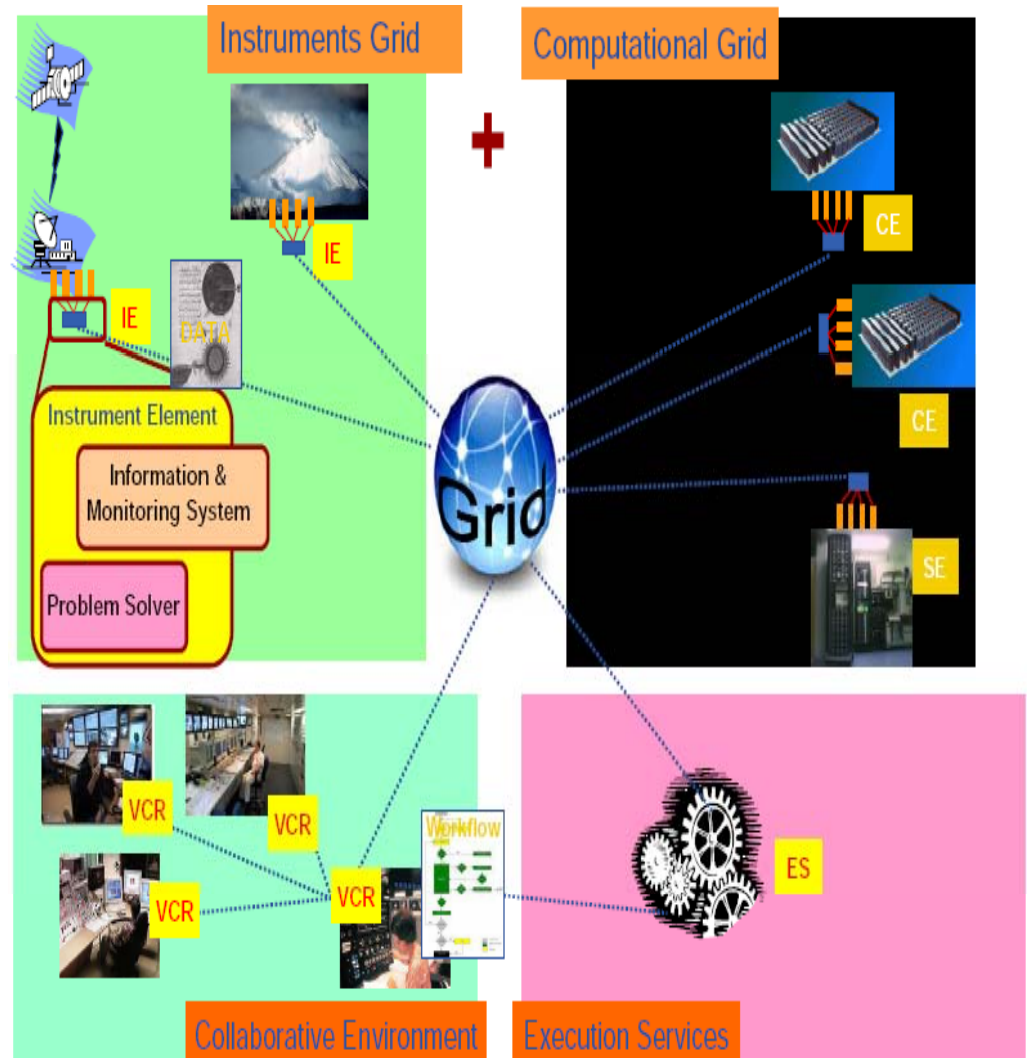 Instruments Grid
Computational Grid
+
CE
IE
IE
DATA
CE
Instrument Element
Information &
Monitoring System
Grid
SE
Problem Solver
VCR
VCR
Workflow
VCR
VCR
ES
Collaborative Environment
Execution Services